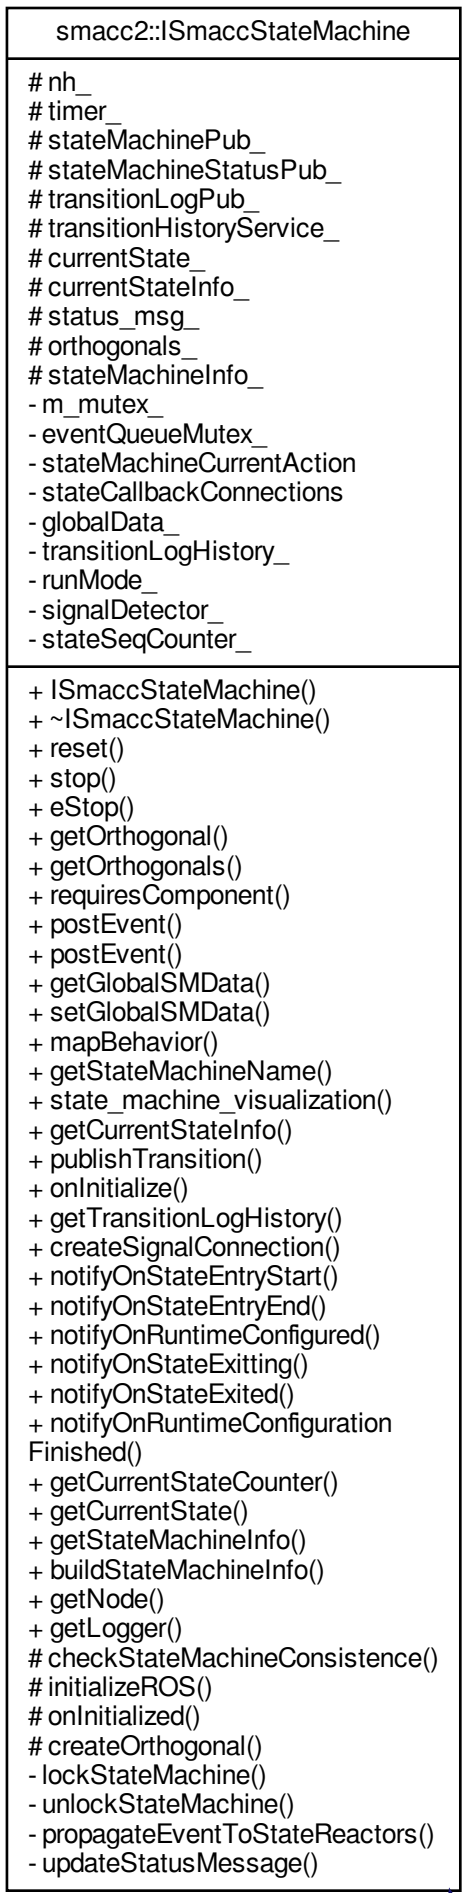 smacc2::ISmaccStateMachine
# nh_
# timer_
# stateMachinePub_
# stateMachineStatusPub_
# transitionLogPub_
# transitionHistoryService_
# currentState_
# currentStateInfo_
# status_msg_
# orthogonals_
# stateMachineInfo_
- m_mutex_
- eventQueueMutex_
- stateMachineCurrentAction
- stateCallbackConnections
- globalData_
- transitionLogHistory_
- runMode_
- signalDetector_
- stateSeqCounter_
+ ISmaccStateMachine()
+ ~ISmaccStateMachine()
+ reset()
+ stop()
+ eStop()
+ getOrthogonal()
+ getOrthogonals()
+ requiresComponent()
+ postEvent()
+ postEvent()
+ getGlobalSMData()
+ setGlobalSMData()
+ mapBehavior()
+ getStateMachineName()
+ state_machine_visualization()
+ getCurrentStateInfo()
+ publishTransition()
+ onInitialize()
+ getTransitionLogHistory()
+ createSignalConnection()
+ notifyOnStateEntryStart()
+ notifyOnStateEntryEnd()
+ notifyOnRuntimeConfigured()
+ notifyOnStateExitting()
+ notifyOnStateExited()
+ notifyOnRuntimeConfiguration
Finished()
+ getCurrentStateCounter()
+ getCurrentState()
+ getStateMachineInfo()
+ buildStateMachineInfo()
+ getNode()
+ getLogger()
# checkStateMachineConsistence()
# initializeROS()
# onInitialized()
# createOrthogonal()
- lockStateMachine()
- unlockStateMachine()
- propagateEventToStateReactors()
- updateStatusMessage()